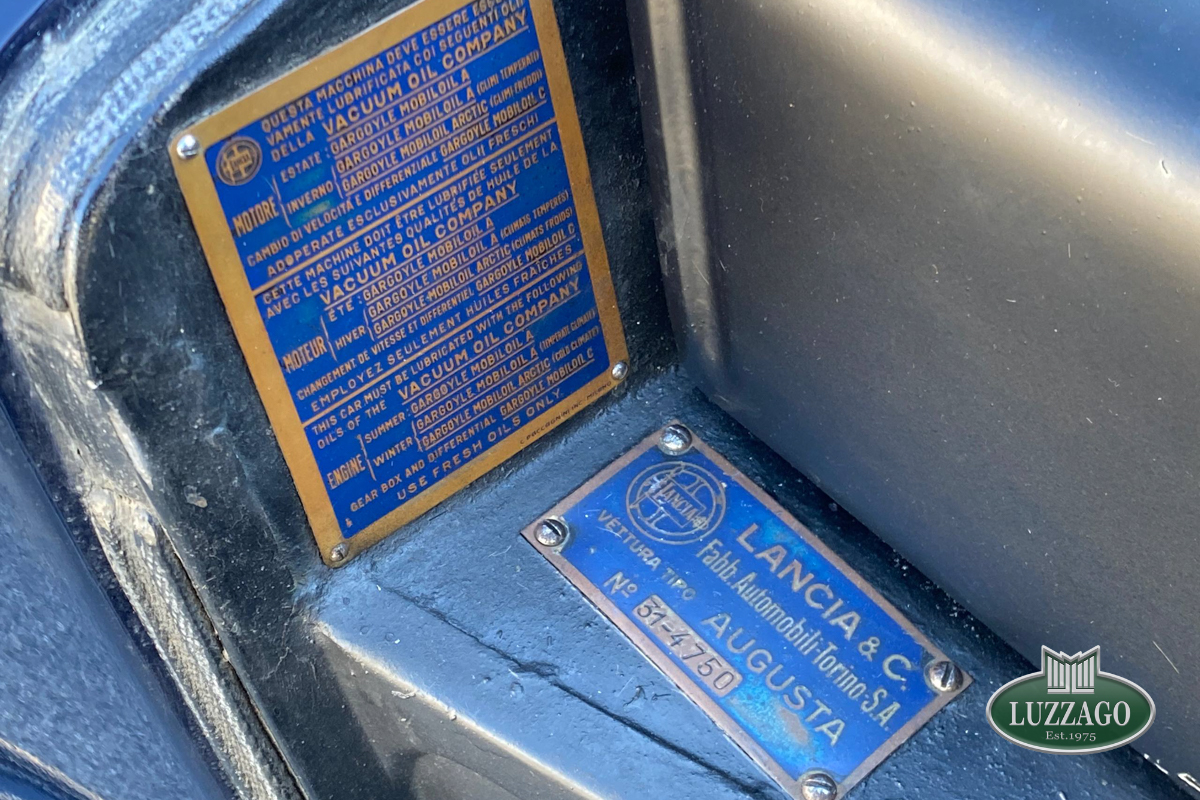 QUESTA MACCHINA DEVE ESSERE
VAMENTE LUBRIFICATA COI SEGUENTI OLII
DELLA VACUUM OIL COMPANY
LANCIA
MOTORE
ESTATE : GARGOYLE MOBILOIL A
INVERNO GARGOYLE MOBILOIL A (CLIMI TEMPERATI)
GARGOYLE MOBILOIL ARCTIC (CLIMI FREDDI)
CAMBIO DI VELOCITÀ E DIFFERENZIALE GARGOYLE MOBILOIL C
ADOPERATE ESCLUSIVAMENTE OLII FRESCHI
CETTE MACHINE DOIT ÊTRE LUBRIFIÉE SEULEMENT
AVEC LES SUIVANTES QUALITÉS DE HUILE DE LA
VACUUM OIL COMPANY
MOTEUR
ÉTÉ : GARGOYLE MOBILOIL A
HIVER GARGOYLE MOBILOIL A (CLIMATS TEMPERÉS)
GARGOYLE MOBILOIL ARCTIC (CLIMATS FROIDS)
CHANGEMENT DE VITESSE ET DIFFERENTIEL GARGOYLE MOBILOIL C
EMPLOYEZ SEULEMENT HUILES FRAÎCHES
THIS CAR MUST BE LUBRICATED WITH THE FOLLOWING
OILS OF THE VACUUM OIL COMPANY
ENGINE
SUMMER : GARGOYLE MOBILOIL A
WINTER GARGOYLE MOBILOIL A (TEMPERATE CLIMATE)
GARGOYLE MOBILOIL ARCTIC (COLD CLIMATE)
GEAR BOX AND DIFFERENTIAL GARGOYLE MOBILOIL C
USE FRESH OILS ONLY.
LANCIA
LANCIA & C.
Fabb. Automobili-Torino-S.A
VETTURA TIPO AUGUSTA
Nº 31-4750
LUZZAGO
Est.1975